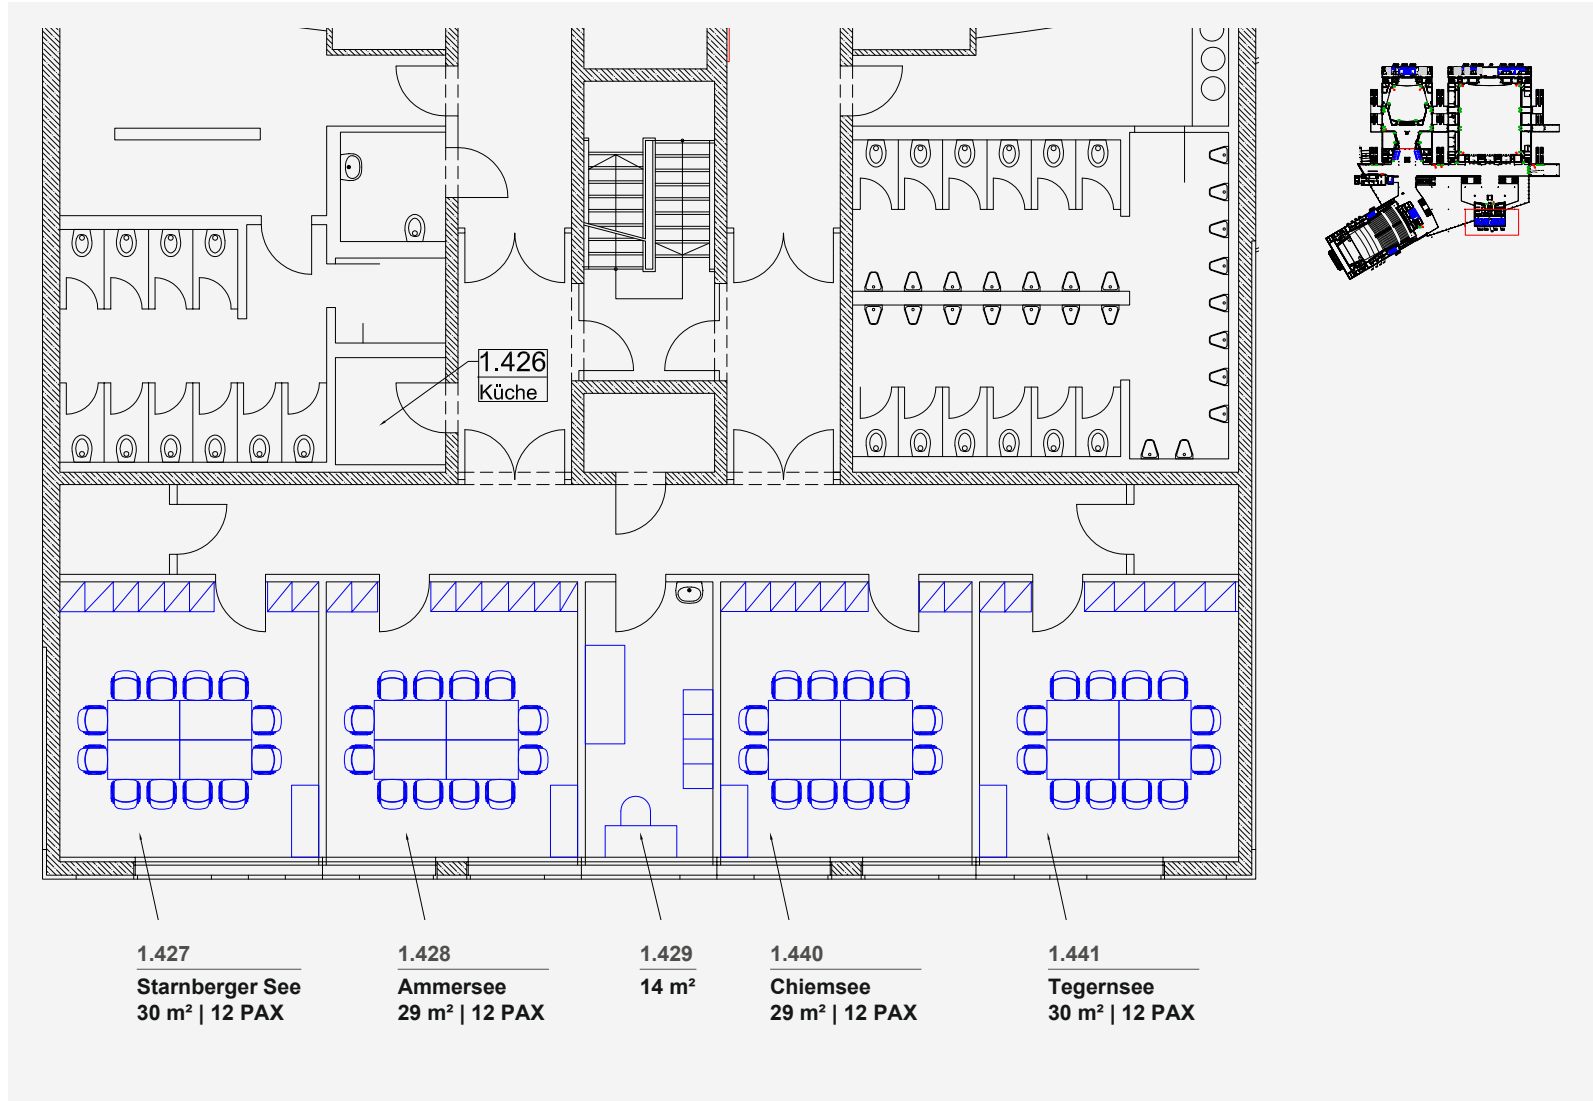 1.426
Küche
1.427
Starnberger See
30 m² | 12 PAX
1.428
Ammersee
29 m² | 12 PAX
1.429
14 m²
1.440
Chiemsee
29 m² | 12 PAX
1.441
Tegernsee
30 m² | 12 PAX